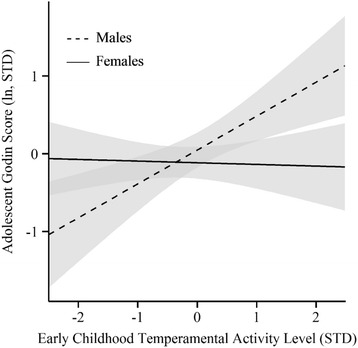 Males
Females
Adolescent Godin Score (ln, STD)
1
0
-1
-2 -1 0 1 2
Early Childhood Temperamental Activity Level (STD)